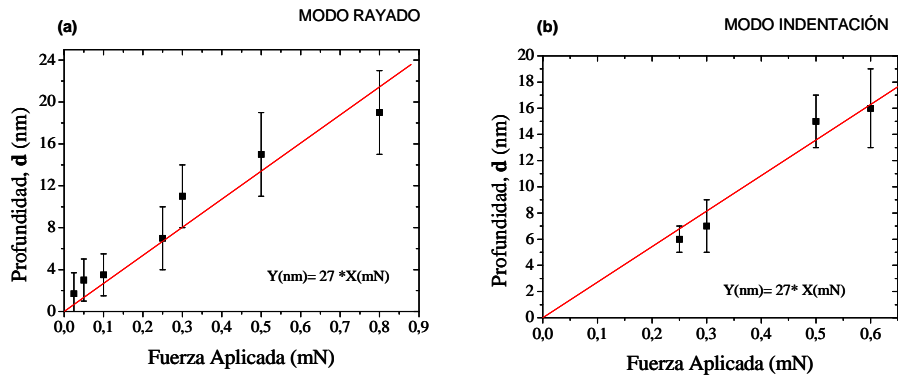 (a)
MODO RAYADO
24
20
16
12
8
4
0
Profundidad, d (nm)
Y(nm)= 27 *X(mN)
0,0 0,1 0,2 0,3 0,4 0,5 0,6 0,7 0,8 0,9
Fuerza Aplicada (mN)
(b)
MODO INDENTACIÓN
20
18
16
14
12
10
8
6
4
2
0
Profundidad, d (nm)
Y(nm)= 27* X(mN)
0,0 0,1 0,2 0,3 0,4 0,5 0,6
Fuerza Aplicada (mN)